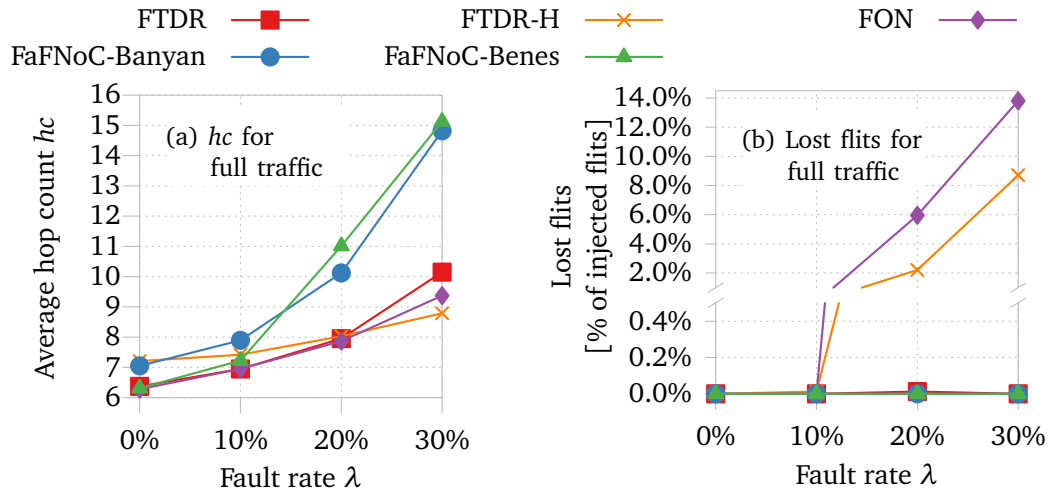 FTDR
FTDR-H
FON
FaFNoC-Banyan
FaFNoC-Benes
Average hop count hc
16
15
14
13
12
11
10
9
8
7
6
(a) hc for
full traffic
0%
10%
20%
30%
Fault rate λ
Lost flits
[% of injected flits]
14.0%
12.0%
10.0%
8.0%
6.0%
4.0%
2.0%
0.4%
0.2%
0.0%
(b) Lost flits for
full traffic
0%
10%
20%
30%
Fault rate λ